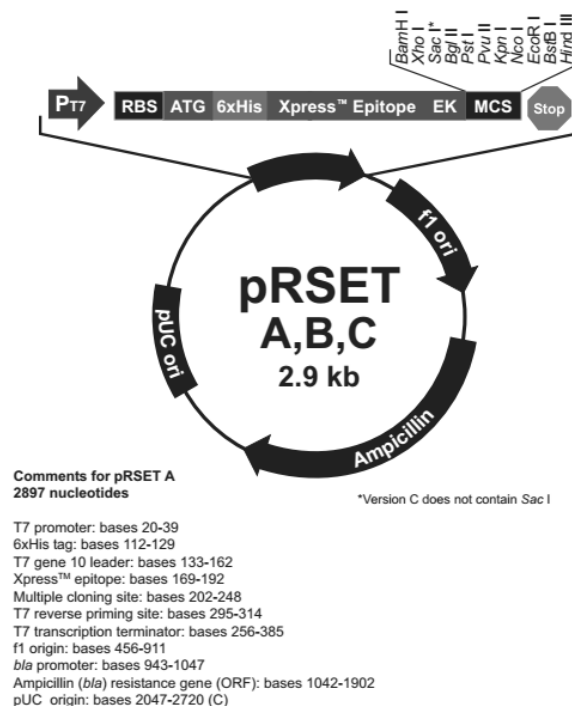 BamH I
Xho I
Sac I*
Bgl II
Pst I
Pvu II
Kpn I
Nco I
EcoR I
BstB I
Hind III
PT7
RBS ATG 6xHis Xpress™ Epitope EK MCS Stop
f1 ori
pRSET
A,B,C
2.9 kb
pUC ori
Ampicillin
Comments for pRSET A
2897 nucleotides
*Version C does not contain Sac I
T7 promoter: bases 20-39
6xHis tag: bases 112-129
T7 gene 10 leader: bases 133-162
Xpress™ epitope: bases 169-192
Multiple cloning site: bases 202-248
T7 reverse priming site: bases 295-314
T7 transcription terminator: bases 256-385
f1 origin: bases 456-911
bla promoter: bases 943-1047
Ampicillin (bla) resistance gene (ORF): bases 1042-1902
pUC origin: bases 2047-2720 (C)